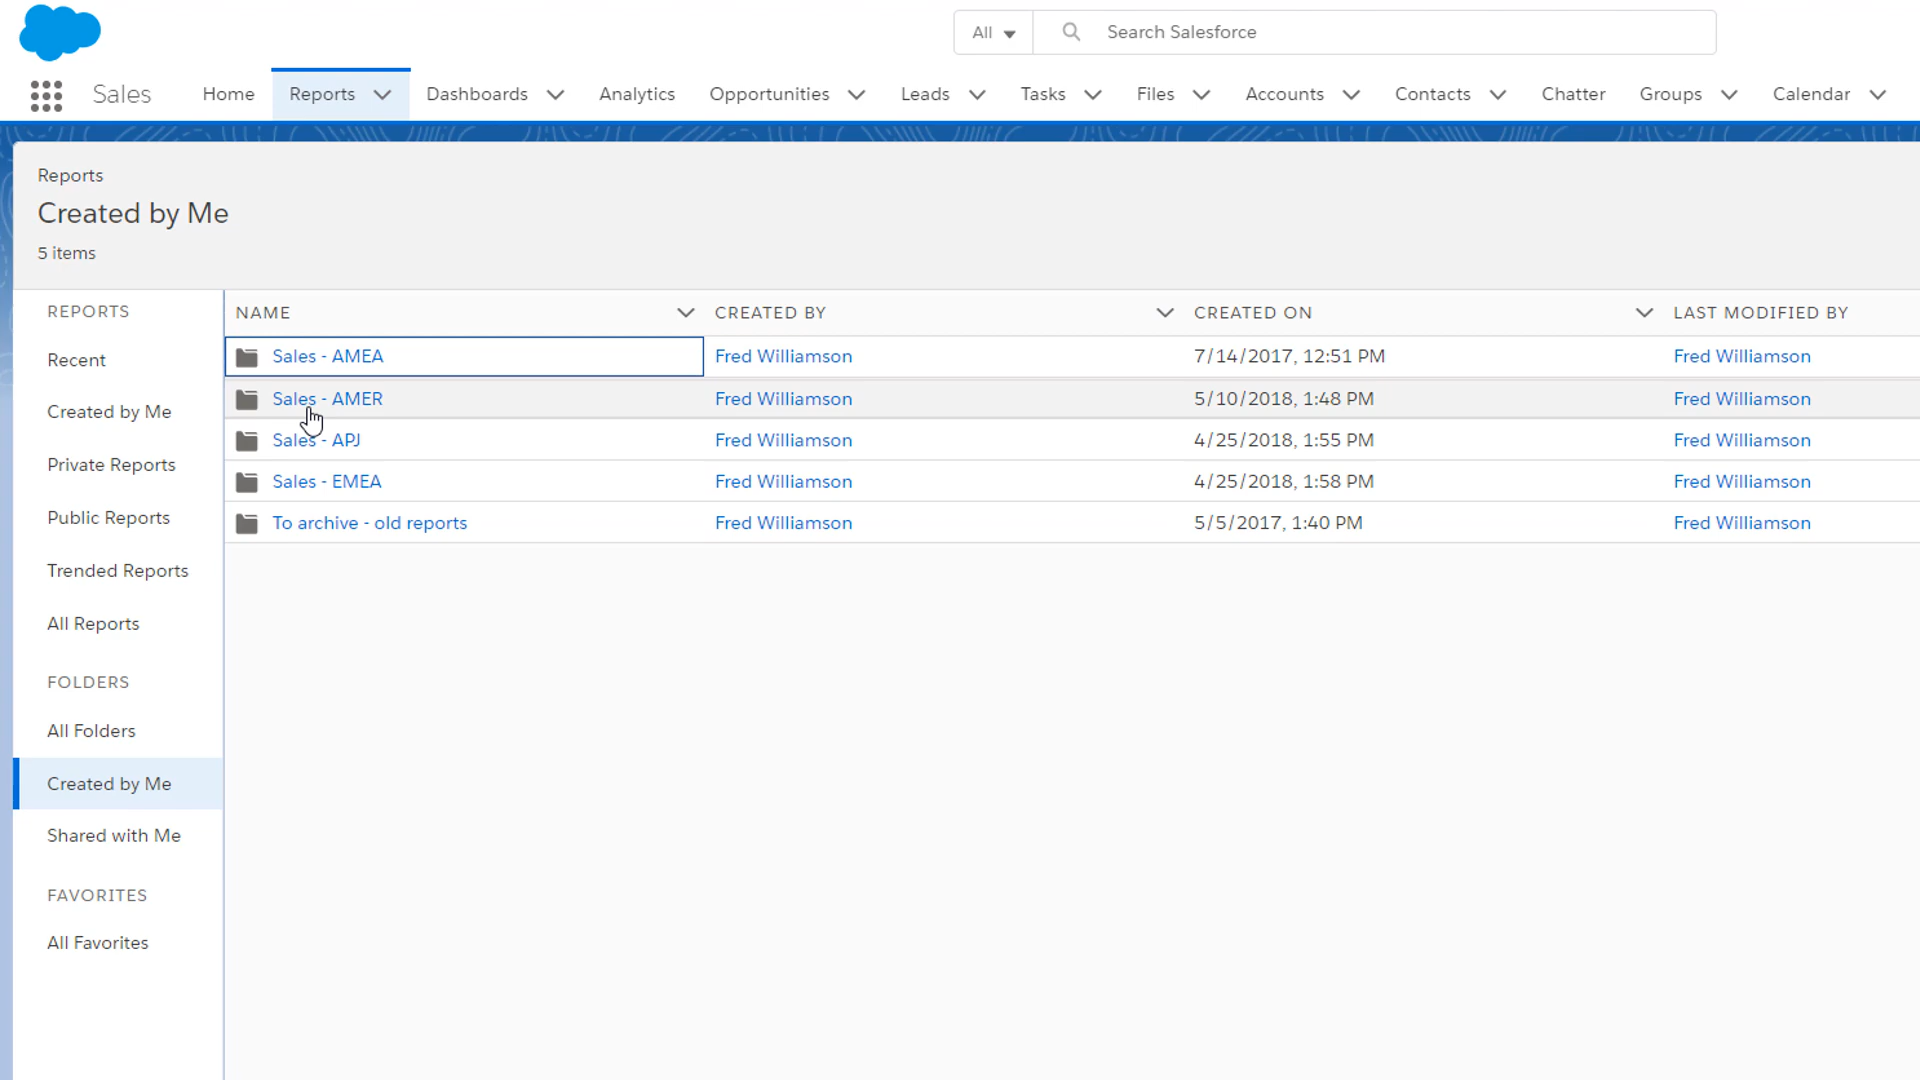 All Search Salesforce
Sales Home Reports Dashboards Analytics Opportunities Leads Tasks Files Accounts Contacts Chatter Groups Calendar
Reports
Created by Me
5 items
REPORTS
Recent
Created by Me
Private Reports
Public Reports
Trended Reports
All Reports
FOLDERS
All Folders
Created by Me
Shared with Me
FAVORITES
All Favorites
NAME CREATED BY CREATED ON LAST MODIFIED BY
Sales - AMEA Fred Williamson 7/14/2017, 12:51 PM Fred Williamson
Sales - AMER Fred Williamson 5/10/2018, 1:48 PM Fred Williamson
Sales - APJ Fred Williamson 4/25/2018, 1:55 PM Fred Williamson
Sales - EMEA Fred Williamson 4/25/2018, 1:58 PM Fred Williamson
To archive - old reports Fred Williamson 5/5/2017, 1:40 PM Fred Williamson